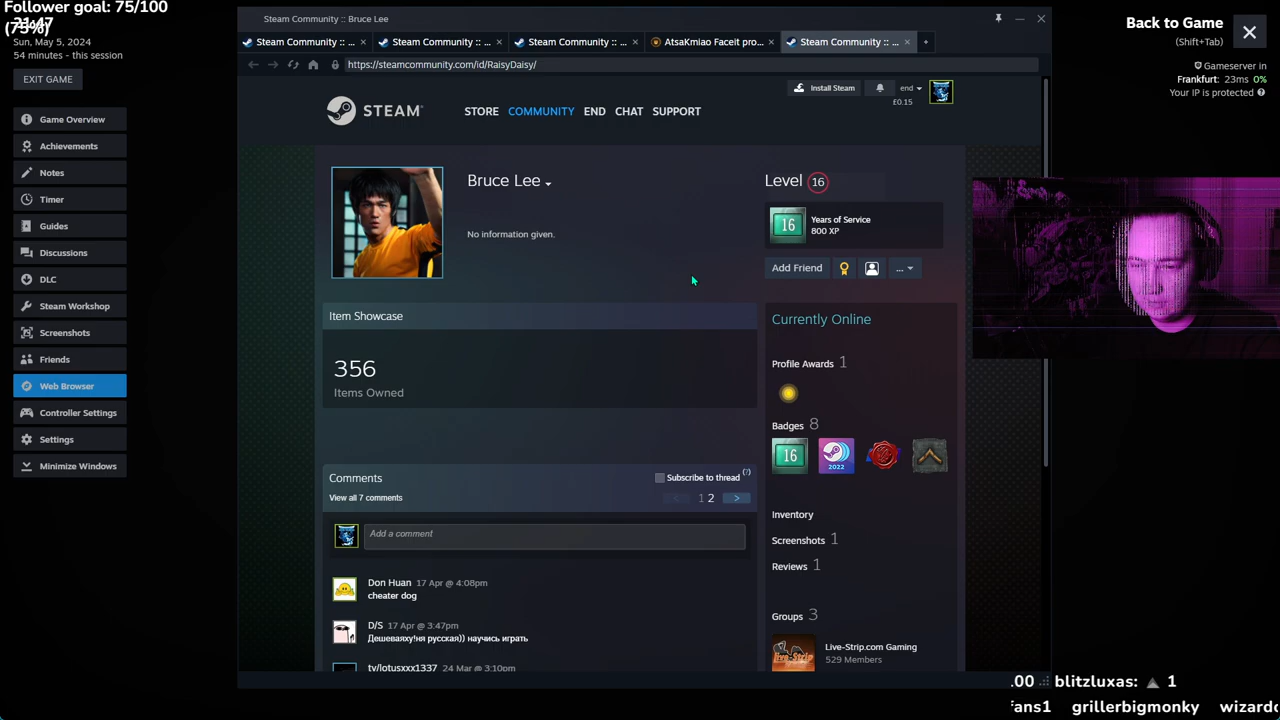 Follower goal: 75/100
(75%)
21:47
Sun, May 5, 2024
54 minutes - this session
EXIT GAME
Game Overview
Achievements
Notes
Timer
Guides
Discussions
DLC
Steam Workshop
Screenshots
Friends
Web Browser
Controller Settings
Settings
Minimize Windows
Steam Community :: Bruce Lee
Steam Community :: ...
Steam Community :: ...
Steam Community :: ...
AtsaKmiao Faceit pro...
Steam Community :: ...
https://steamcommunity.com/id/RaisyDaisy/
Install Steam
end
£0.15
STEAM
STORE COMMUNITY END CHAT SUPPORT
Bruce Lee
No information given.
Level 16
16
Years of Service
800 XP
Add Friend
...
Item Showcase
356
Items Owned
Currently Online
Profile Awards 1
Badges 8
16
2022
Inventory
Screenshots 1
Reviews 1
Groups 3
Live-Strip.com Gaming
529 Members
Comments
Subscribe to thread (?)
View all 7 comments
< 1 2 >
Add a comment
Don Huan 17 Apr @ 4:08pm
cheater dog
D/S 17 Apr @ 3:47pm
Дешеваяху!ня русская)) научись играть
tv/lotusxxx1337 24 Mar @ 3:10pm
Back to Game
(Shift+Tab)
Gameserver in
Frankfurt: 23ms 0%
Your IP is protected
.00 blitzluxas: 1
fans1 grillerbigmonky wizard